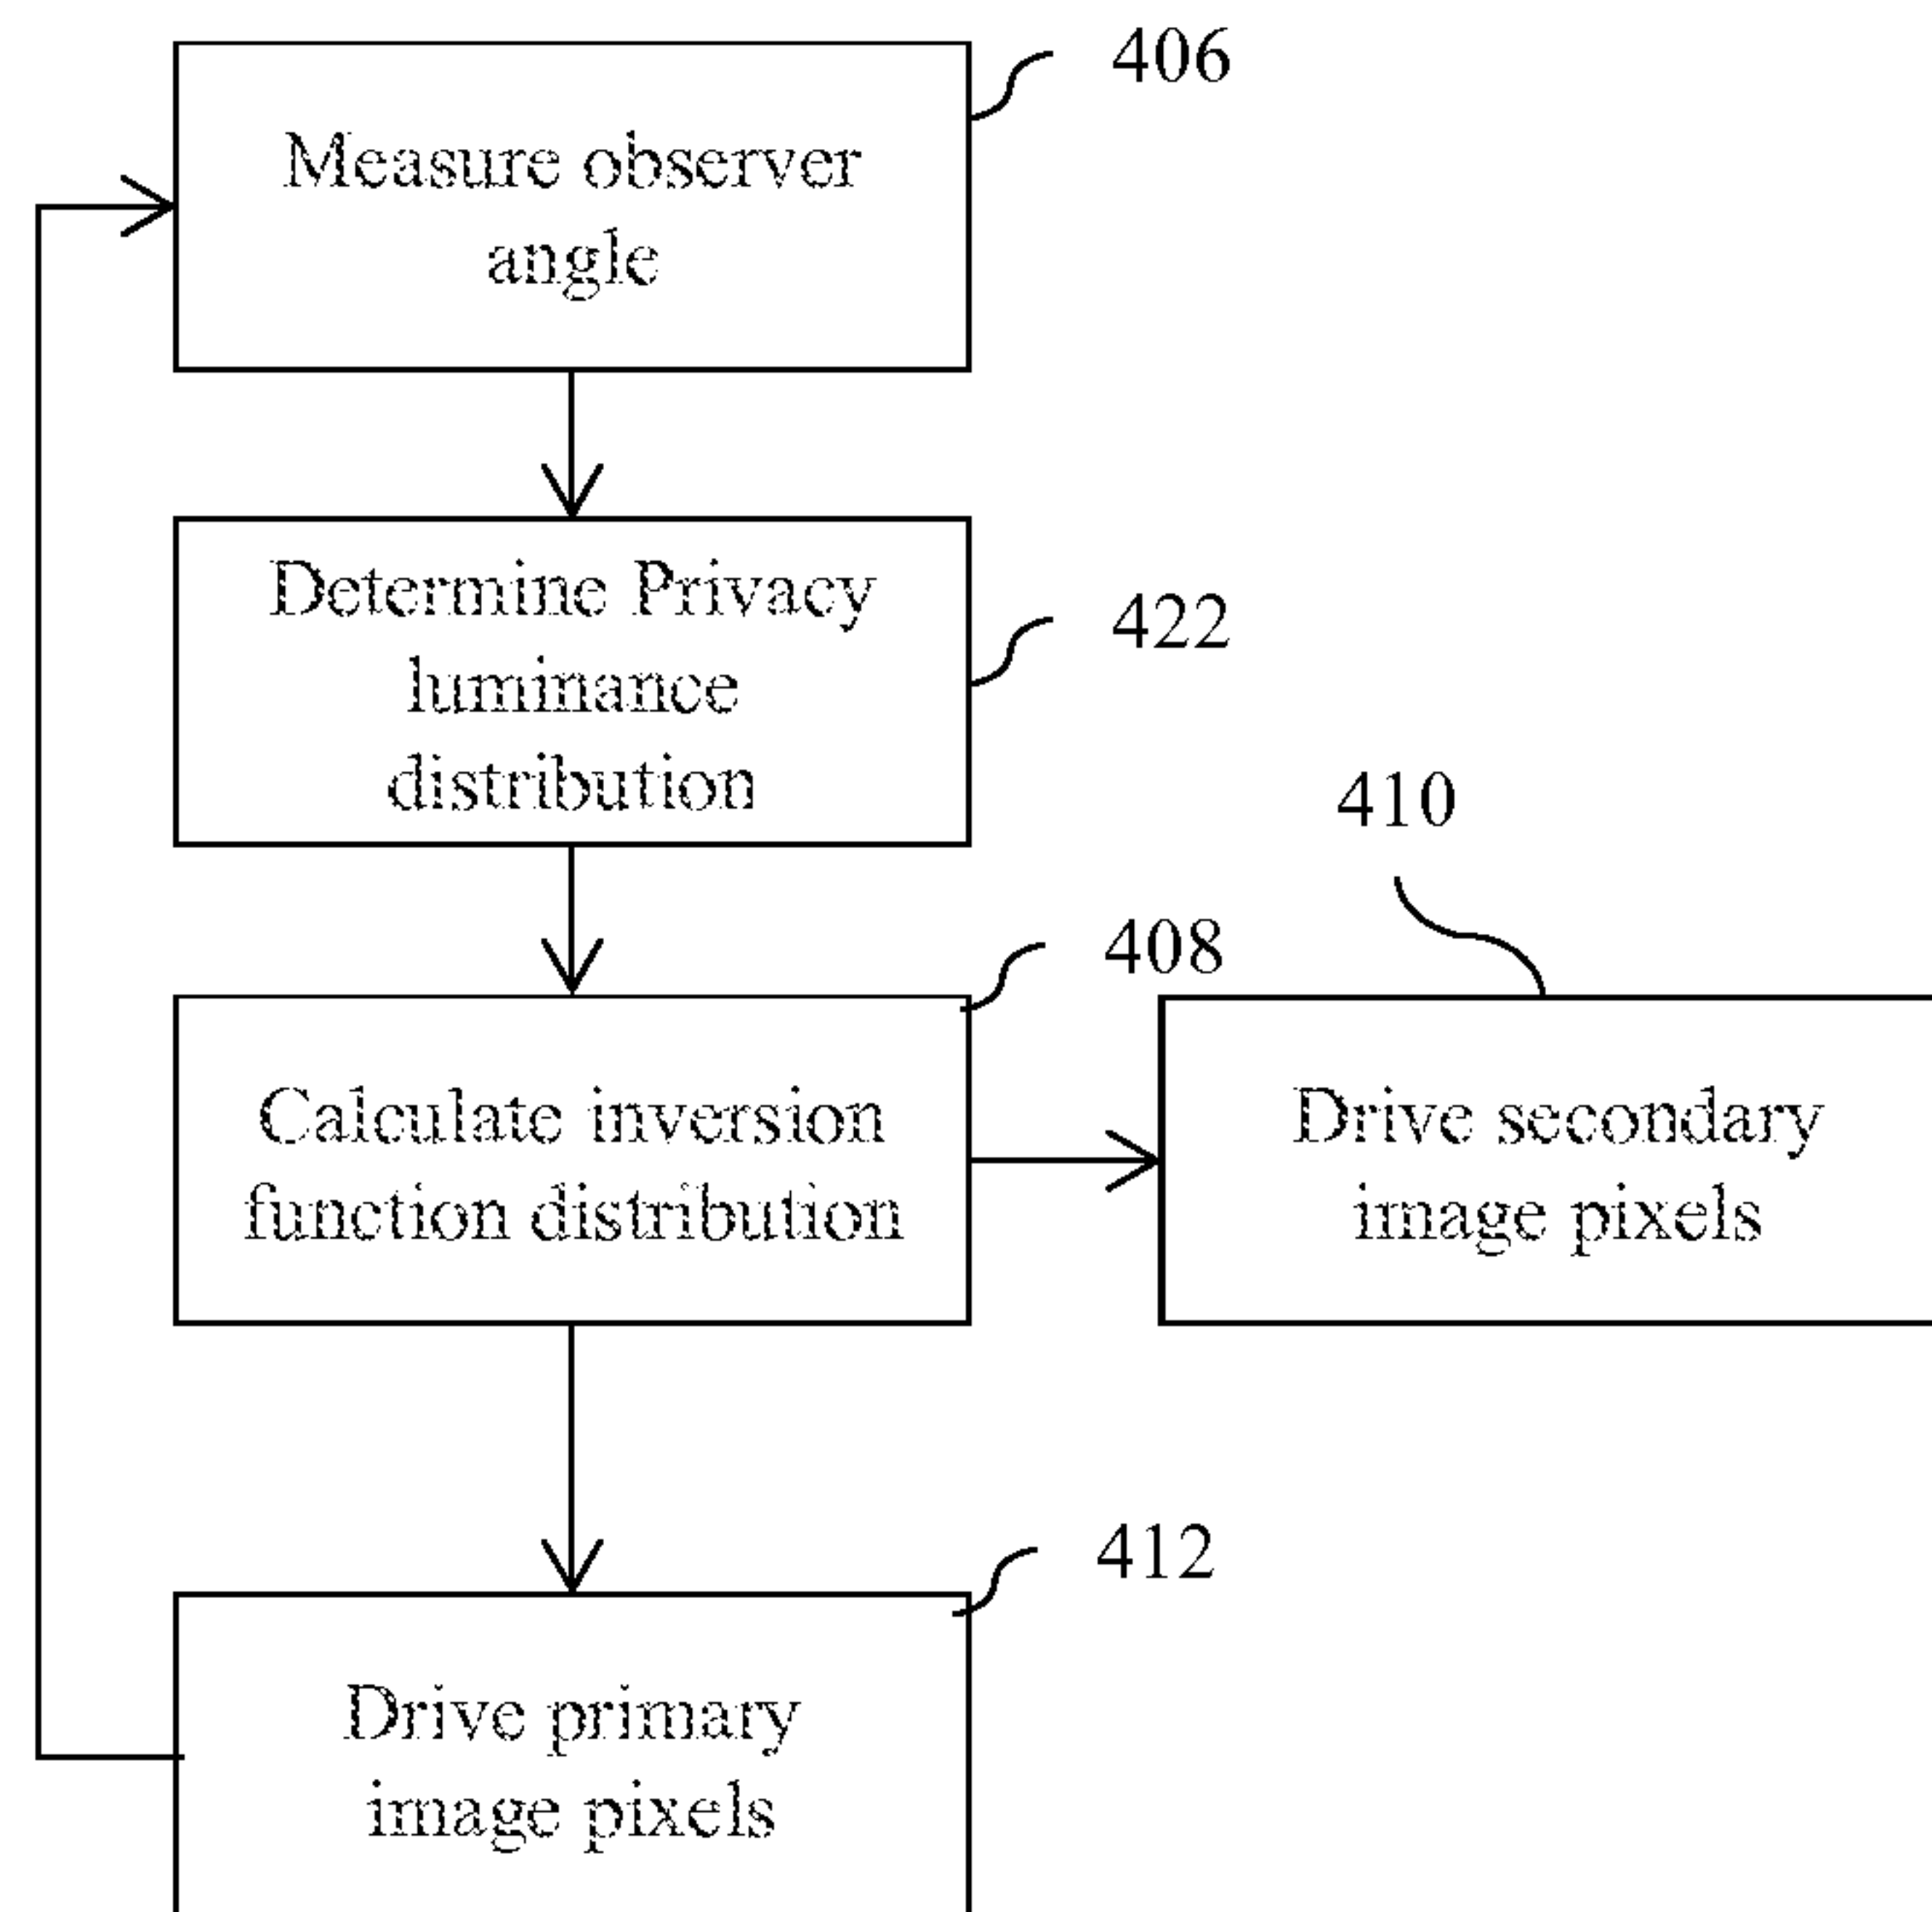 406
Measure observer
angle
Determine Privacy
luminance
distribution
422
410
408
Calculate inversion
function distribution
Drive secondary
image pixels
412
Drive primary
image pixels